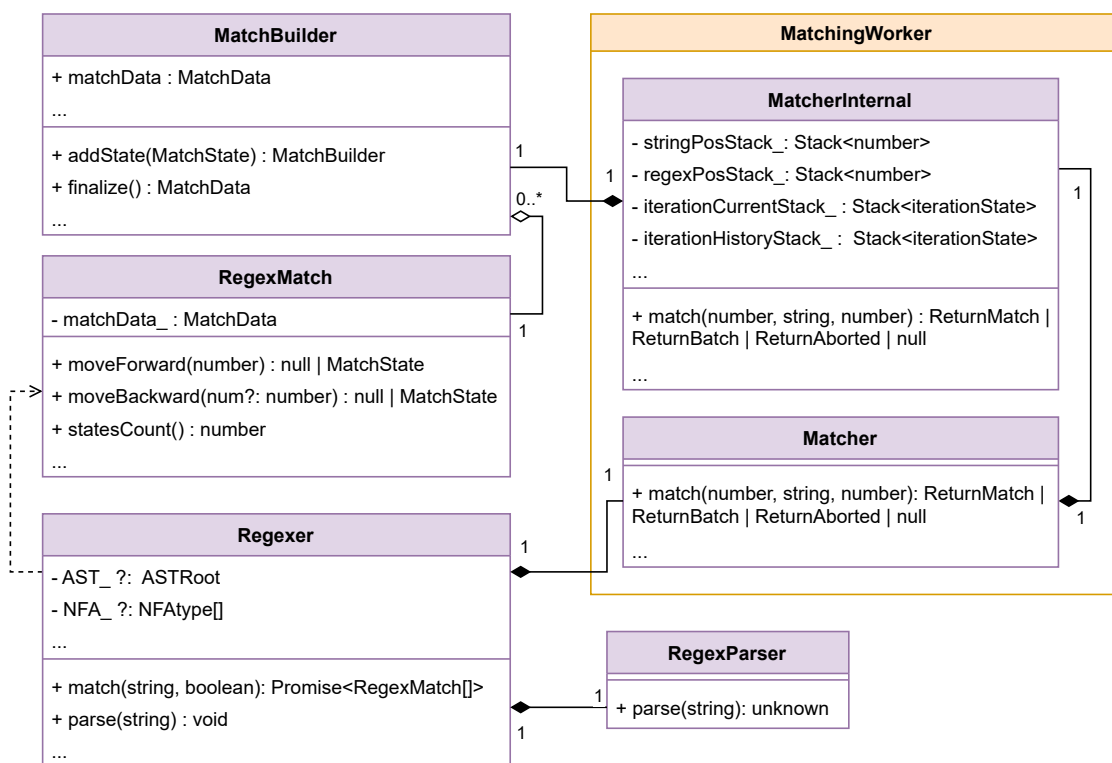 MatchBuilder
+ matchData : MatchData
...
+ addState(MatchState) : MatchBuilder
+ finalize() : MatchData
...
1
0..*
1
RegexMatch
- matchData_ : MatchData
+ moveForward(number) : null | MatchState
+ moveBackward(num?: number) : null | MatchState
+ statesCount() : number
...
1
MatchingWorker
MatcherInternal
- stringPosStack_: Stack<number>
- regexPosStack_: Stack<number>
- iterationCurrentStack_ : Stack<iterationState>
- iterationHistoryStack_ :  Stack<iterationState>
...
+ match(number, string, number) : ReturnMatch |
ReturnBatch | ReturnAborted | null
...
1
Matcher
+ match(number, string, number): ReturnMatch |
ReturnBatch | ReturnAborted | null
...
1
1
Regexer
- AST_ ?:  ASTRoot
- NFA_ ?: NFAtype[]
...
+ match(string, boolean): Promise<RegexMatch[]>
+ parse(string) : void
...
1
1
1
RegexParser
+ parse(string): unknown